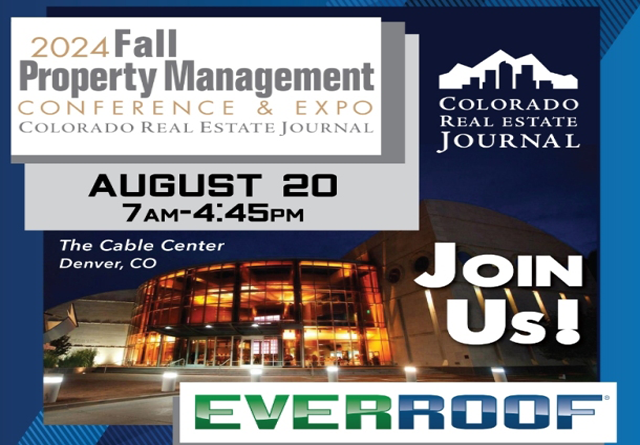 2024 Fall
Property Management
CONFERENCE & EXPO
COLORADO REAL ESTATE JOURNAL
COLORADO
REAL ESTATE
JOURNAL
AUGUST 20
7AM-4:45PM
The Cable Center
Denver, CO
JOIN
US!
EVERROOF®